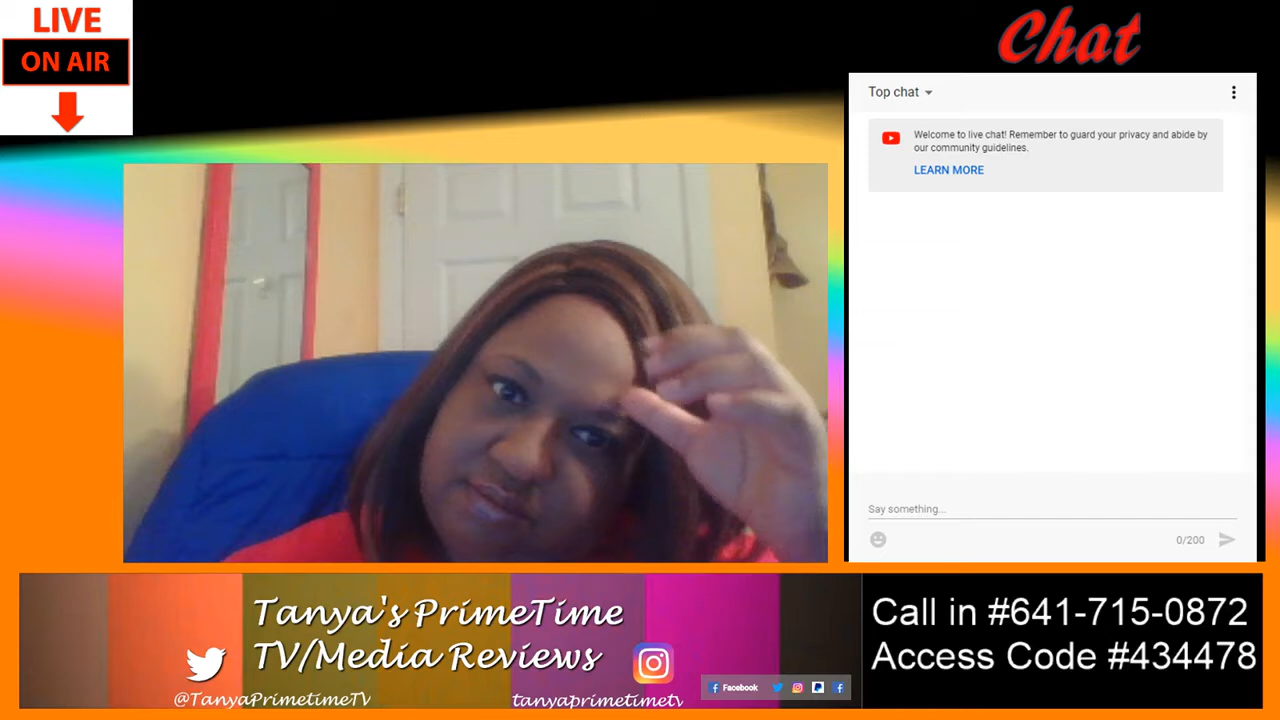 LIVE
ON AIR
Chat
Top chat
Welcome to live chat! Remember to guard your privacy and abide by
our community guidelines.
LEARN MORE
Say something...
0/200
Tanya's PrimeTime
TV/Media Reviews
@TanyaPrimetimeTV
tanyaprimetimetv
Facebook
Call in #641-715-0872
Access Code #434478